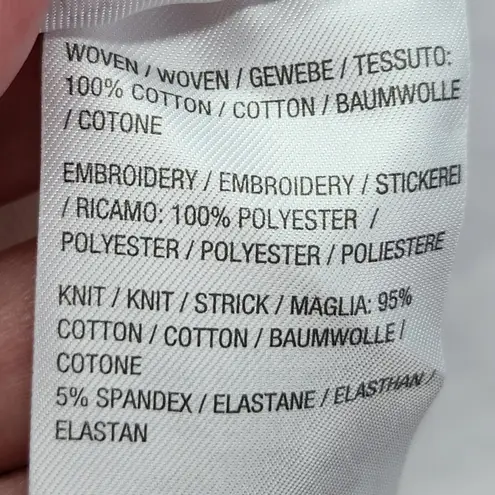 WOVEN / WOVEN / GEWEBE / TESSUTO:
100% COTTON / COTTON / BAUMWOLLE
/ COTONE
EMBROIDERY / EMBROIDERY / STICKEREI
/ RICAMO: 100% POLYESTER /
POLYESTER / POLYESTER / POLIESTERE
KNIT / KNIT / STRICK / MAGLIA: 95%
COTTON / COTTON / BAUMWOLLE /
COTONE
5% SPANDEX / ELASTANE / ELASTHAN /
ELASTAN